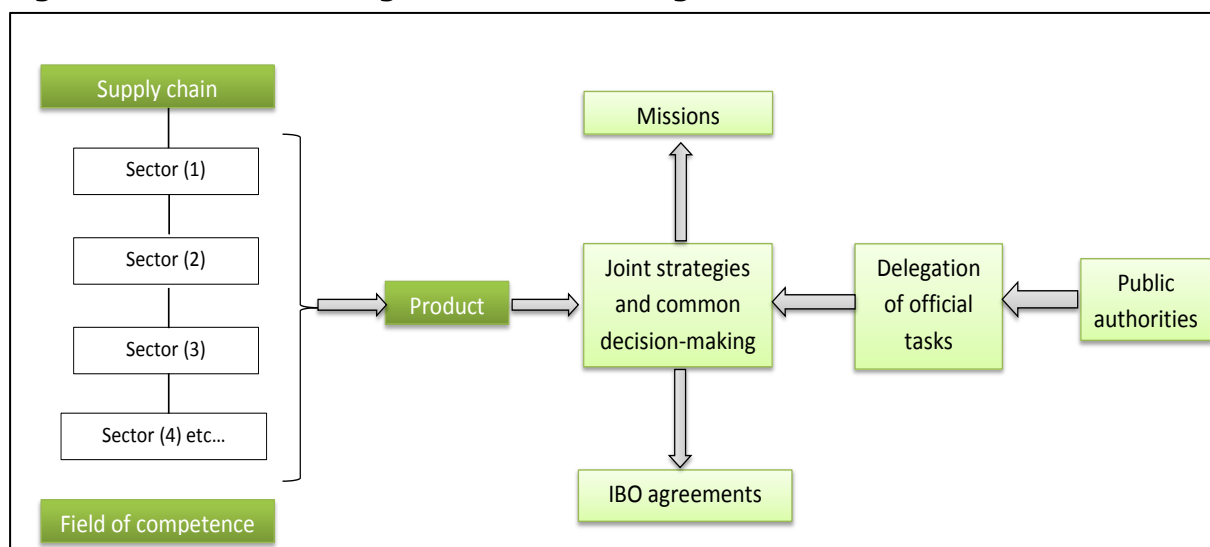 Supply chain
Sector (1)
Sector (2)
Sector (3)
Sector (4) etc...
Field of competence
Product
Missions
Joint strategies
and common
decision-making
IBO agreements
Delegation
of official
tasks
Public
authorities